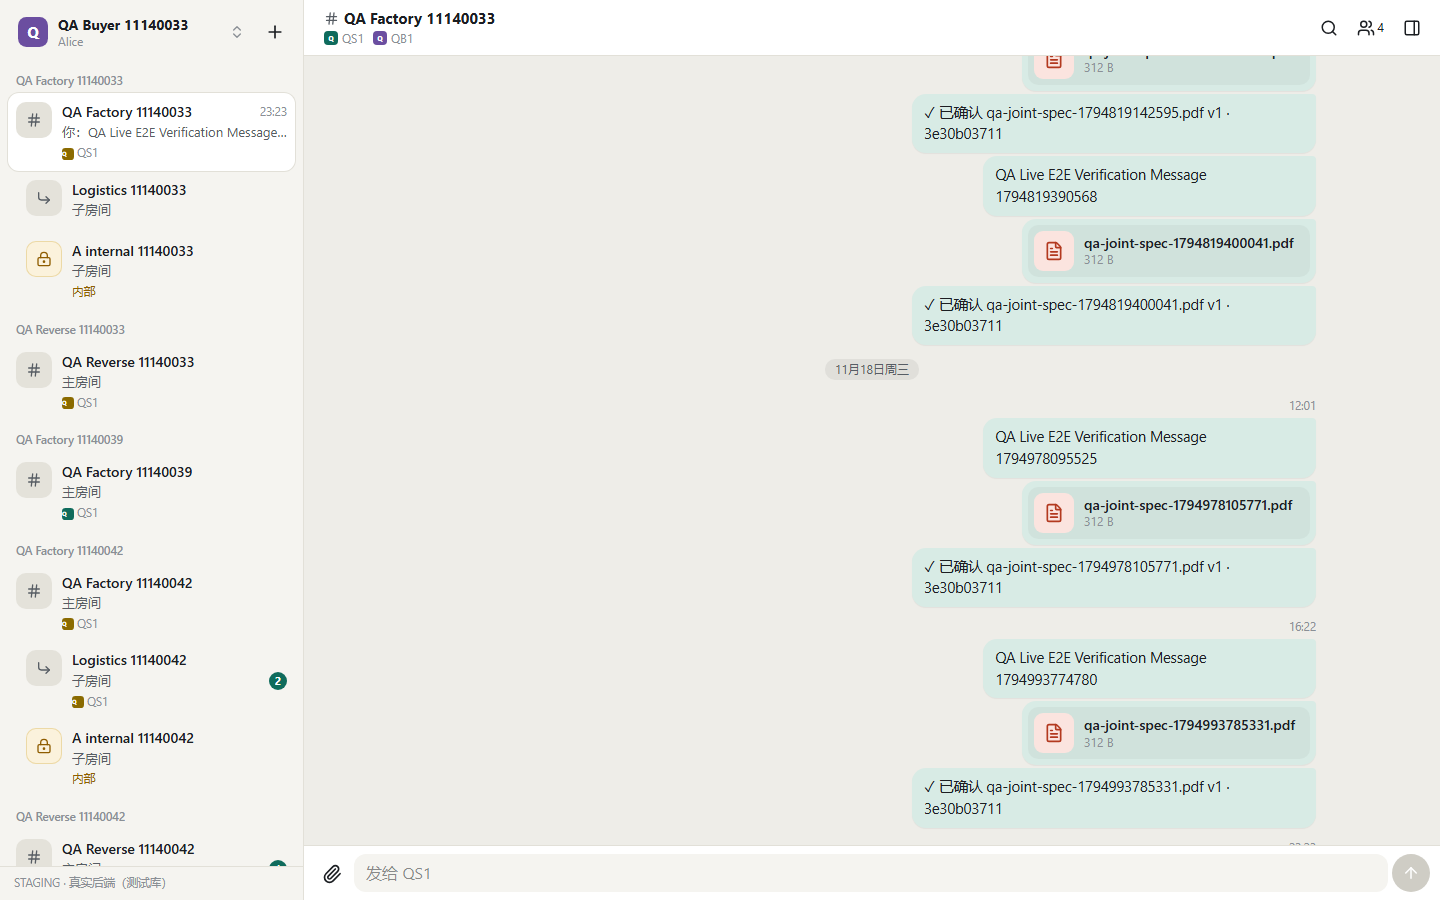 Q
QA Buyer 11140033
Alice
QA Factory 11140033
QA Factory 11140033
23:23
你：QA Live E2E Verification Message...
QS1
Logistics 11140033
子房间
A internal 11140033
子房间
内部
QA Reverse 11140033
QA Reverse 11140033
主房间
QS1
QA Factory 11140039
QA Factory 11140039
主房间
QS1
QA Factory 11140042
QA Factory 11140042
主房间
QS1
Logistics 11140042
子房间
2
QS1
A internal 11140042
子房间
内部
QA Reverse 11140042
QA Reverse 11140042
主房间
STAGING · 真实后端（测试库）
# QA Factory 11140033
Q QS1 Q QB1
4
312 B
✓ 已确认 qa-joint-spec-1794819142595.pdf v1 ·
3e30b03711
QA Live E2E Verification Message
1794819390568
qa-joint-spec-1794819400041.pdf
312 B
✓ 已确认 qa-joint-spec-1794819400041.pdf v1 ·
3e30b03711
11月18日周三
12:01
QA Live E2E Verification Message
1794978095525
qa-joint-spec-1794978105771.pdf
312 B
✓ 已确认 qa-joint-spec-1794978105771.pdf v1 ·
3e30b03711
16:22
QA Live E2E Verification Message
1794993774780
qa-joint-spec-1794993785331.pdf
312 B
✓ 已确认 qa-joint-spec-1794993785331.pdf v1 ·
3e30b03711
发给 QS1